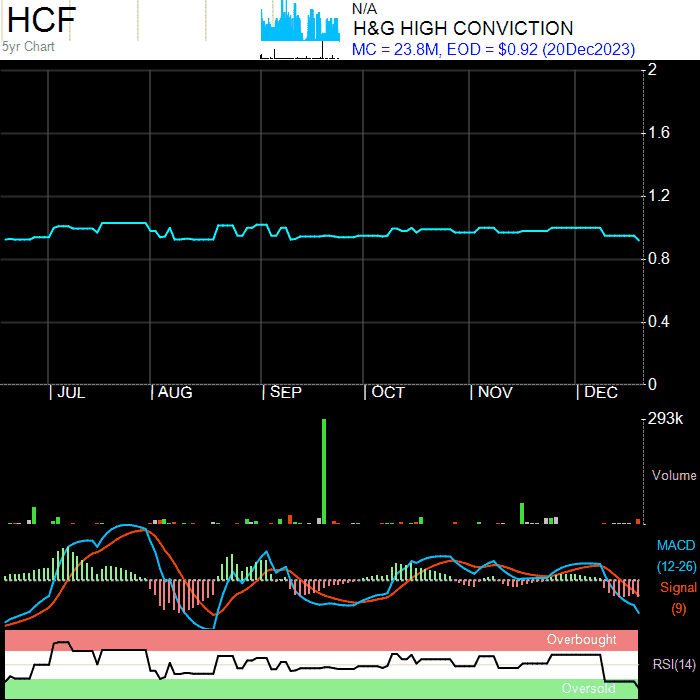 HCF
5yr Chart
N/A
H&G HIGH CONVICTION
MC = 23.8M, EOD = $0.92 (20Dec2023)
2
1.6
1.2
0.8
0.4
0
| JUL | AUG | SEP | OCT | NOV | DEC
293k
Volume
MACD
(12-26)
Signal
(9)
Overbought
RSI(14)
Oversold